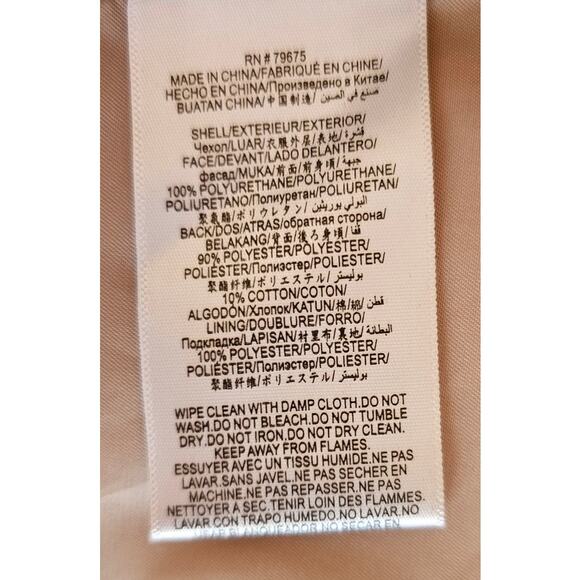 RN # 79675
MADE IN CHINA/FABRIQUÉ EN CHINE/
HECHO EN CHINA/Произведено в Китае/
BUATAN CHINA/中国制造/ صنع في الصين/
SHELL/EXTERIEUR/EXTERIOR/
Чехол/LUAR/衣服外层/表地/ قشرة/
FACE/DEVANT/LADO DELANTERO/
фасад/MUKA/前面/前身頃/ جبهة/
100% POLYURETHANE/POLYURETHANE/
POLIURETANO/Полиуретан/POLIURETAN/
聚氨酯/ポリウレタン/ البولي يوريثين/
BACK/DOS/ATRAS/обратная сторона/
BELAKANG/背面/後ろ身頃/ قفا/
90% POLYESTER/POLYESTER/
POLIÉSTER/Полиэстер/POLIESTER/
聚酯纤维/ポリエステル/ بوليستر/
10% COTTON/COTON/
ALGODÓN/Хлопок/KATUN/棉/綿/ قطن/
LINING/DOUBLURE/FORRO/
Подкладка/LAPISAN/衬里布/裏地/ البطانة/
100% POLYESTER/POLYESTER/
POLIÉSTER/Полиэстер/POLIESTER/
聚酯纤维/ポリエステル/ بوليستر/
WIPE CLEAN WITH DAMP CLOTH.DO NOT
WASH.DO NOT BLEACH.DO NOT TUMBLE
DRY.DO NOT IRON.DO NOT DRY CLEAN.
KEEP AWAY FROM FLAMES.
ESSUYER AVEC UN TISSU HUMIDE.NE PAS
LAVER.SANS JAVEL.NE PAS SECHER EN
MACHINE.NE PAS REPASSER.NE PAS
NETTOYER A SEC.TENIR LOIN DES FLAMMES.
LAVAR CON TRAPO HUMEDO.NO LAVAR.NO
USAR BLANQUEADOR NO SECAR EN